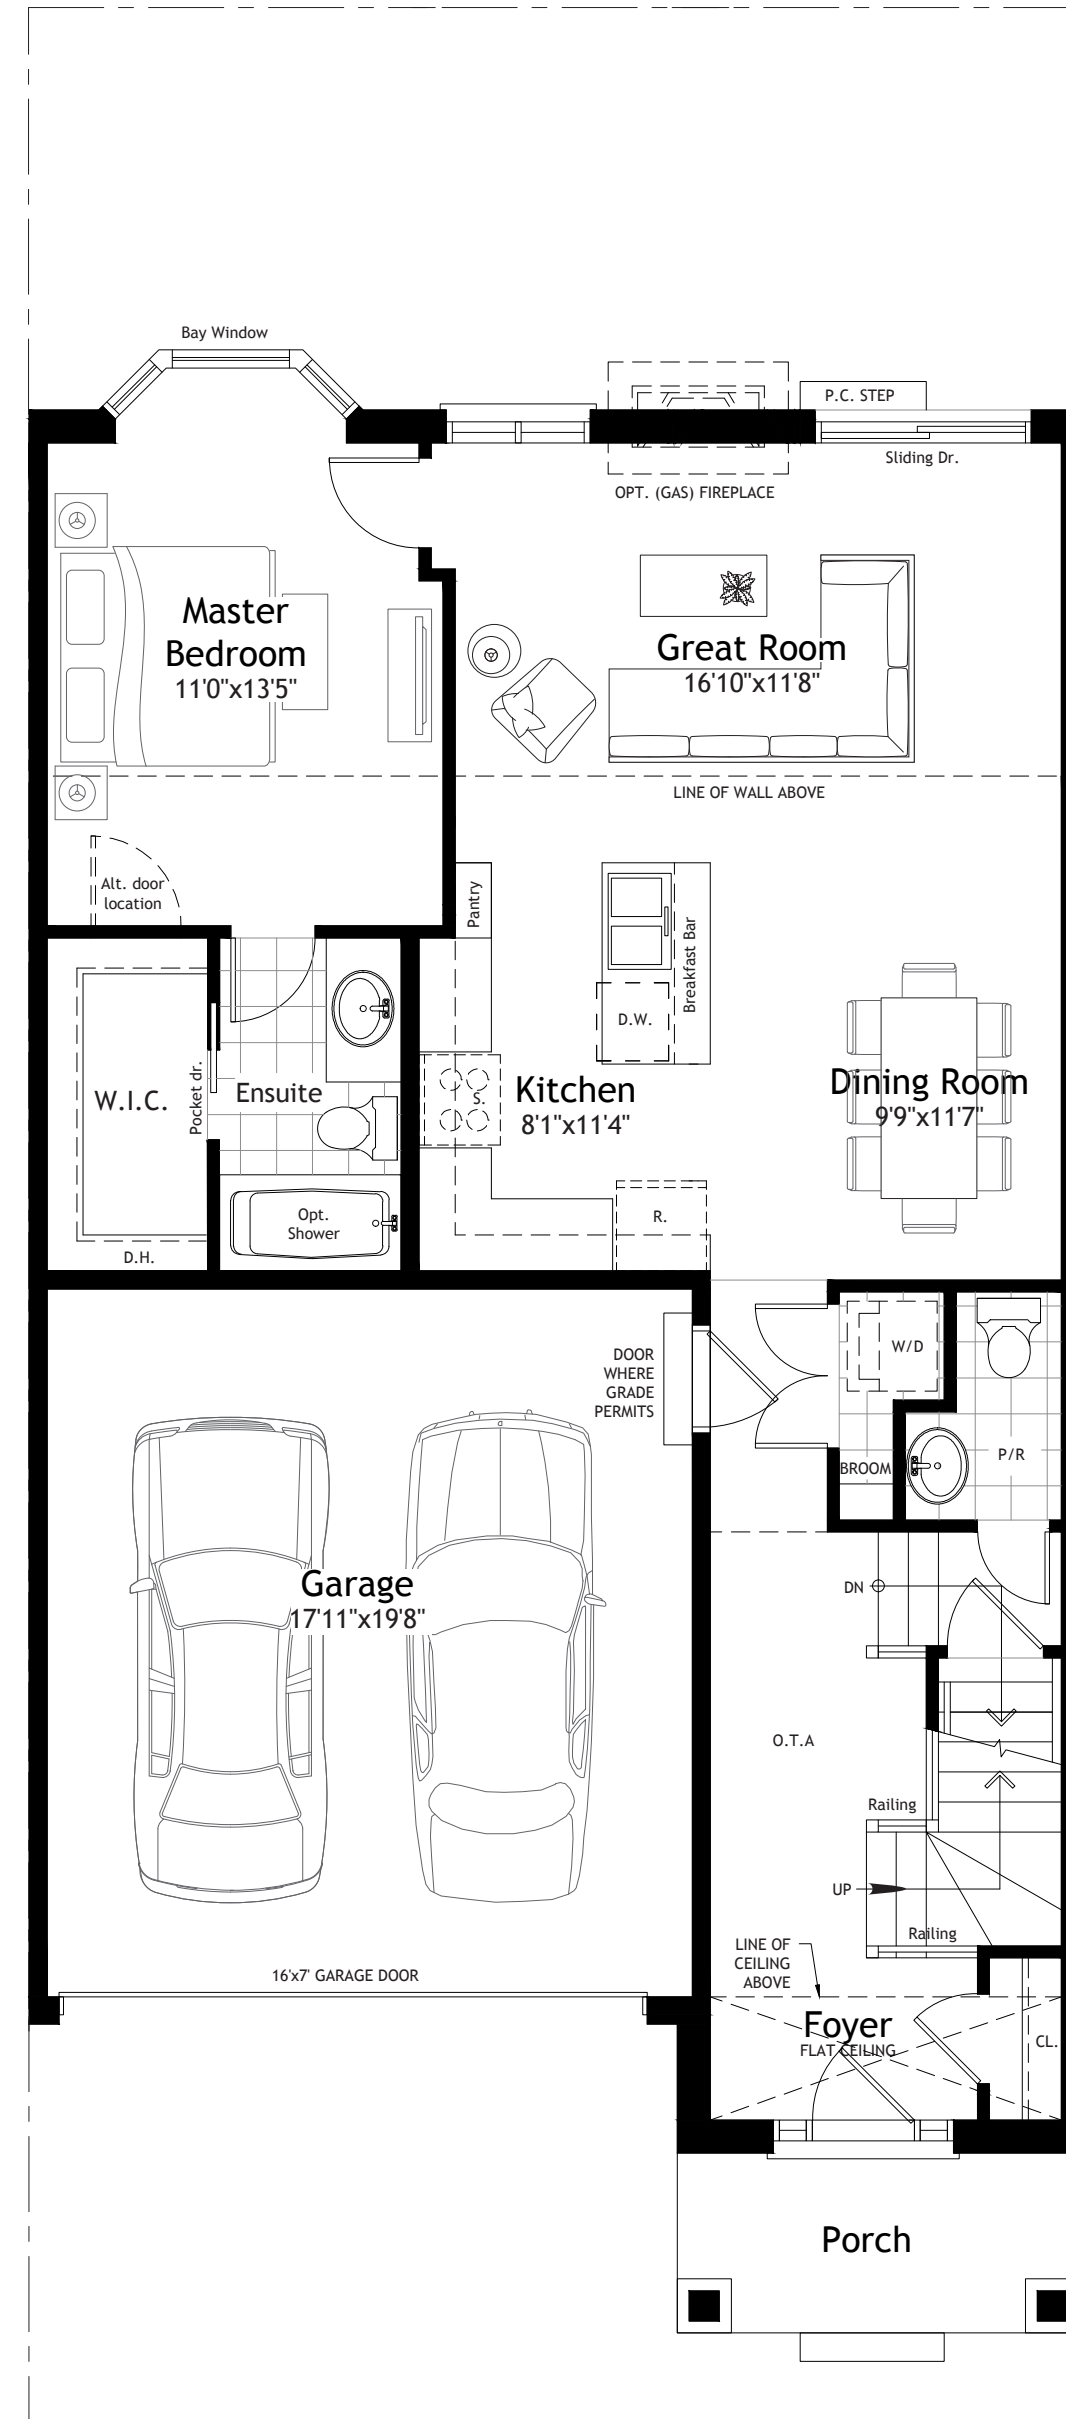 Bay Window
P.C. STEP
Sliding Dr.
OPT. (GAS) FIREPLACE
Master
Bedroom
11'0"x13'5"
Great Room
16'10"x11'8"
LINE OF WALL ABOVE
Alt. door
location
Pantry
Breakfast Bar
D.W.
W.I.C.
Pocket dr.
Ensuite
S.
Kitchen
8'1"x11'4"
Dining Room
9'9"x11'7"
Opt.
Shower
R.
D.H.
DOOR
WHERE
GRADE
PERMITS
W/D
BROOM
P/R
Garage
17'11"x19'8"
DN
O.T.A
Railing
UP
Railing
LINE OF
CEILING
ABOVE
16'x7' GARAGE DOOR
Foyer
FLAT CEILING
CL.
Porch